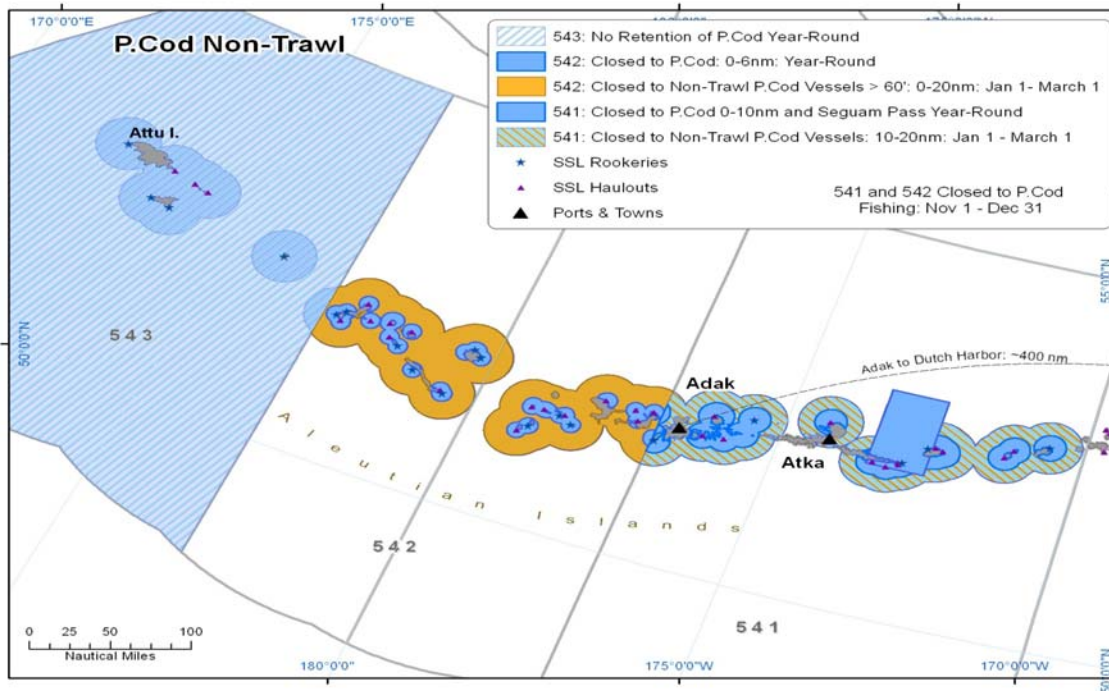 170°0'0"E
175°0'0"E
P.Cod Non-Trawl
543: No Retention of P.Cod Year-Round
542: Closed to P.Cod: 0-6nm: Year-Round
542: Closed to Non-Trawl P.Cod Vessels > 60': 0-20nm: Jan 1- March 1
541: Closed to P.Cod 0-10nm and Seguam Pass Year-Round
541: Closed to Non-Trawl P.Cod Vessels: 10-20nm: Jan 1 - March 1
SSL Rookeries
SSL Haulouts
Ports & Towns
541 and 542 Closed to P.Cod
Fishing: Nov 1 - Dec 31
Attu I.
55°0'0"N
50°0'0"N
543
Adak to Dutch Harbor: ~400 nm
Adak
Atka
Aleutian Islands
542
541
0 25 50 100
Nautical Miles
180°0'0"
175°0'0"W
170°0'0"W